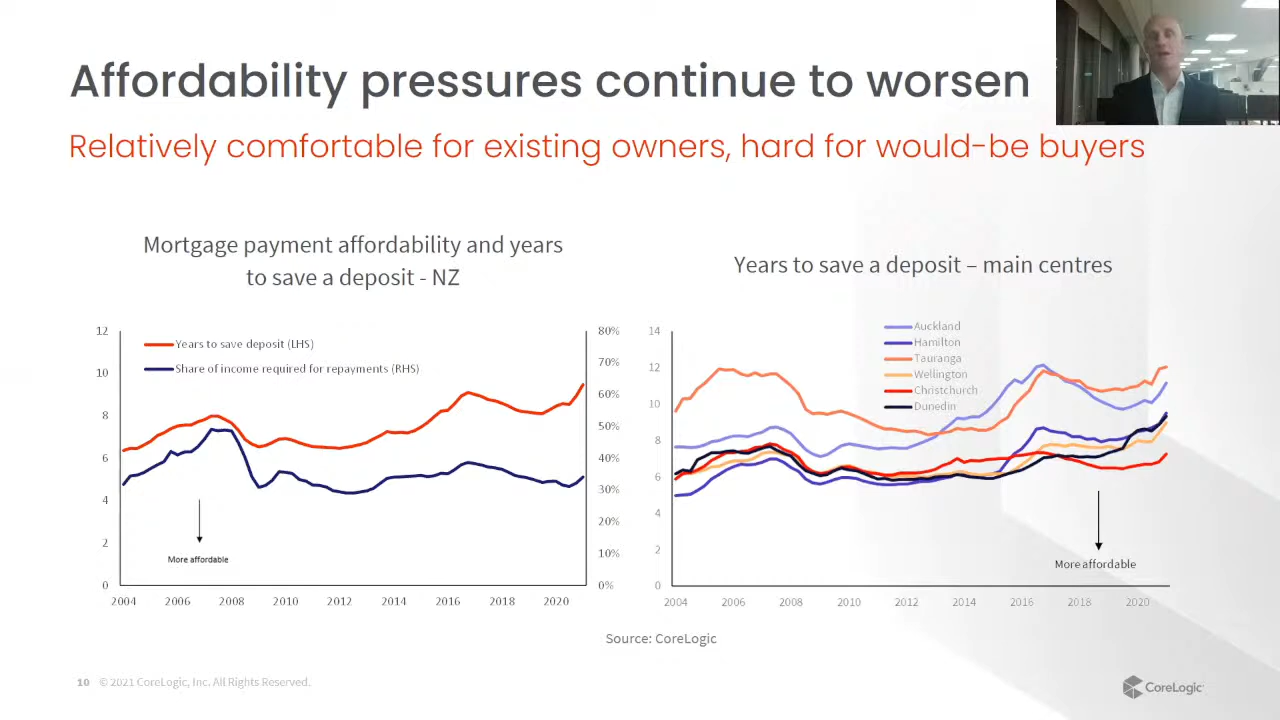 Affordability pressures continue to worsen
Relatively comfortable for existing owners, hard for would-be buyers
Mortgage payment affordability and years
to save a deposit - NZ
12
10
8
6
4
2
0
Years to save deposit (LHS)
Share of income required for repayments (RHS)
More affordable
80%
70%
60%
50%
40%
30%
20%
10%
0%
2004 2006 2008 2010 2012 2014 2016 2018 2020
Years to save a deposit – main centres
14
12
10
8
6
4
2
0
Auckland
Hamilton
Tauranga
Wellington
Christchurch
Dunedin
More affordable
2004 2006 2008 2010 2012 2014 2016 2018 2020
Source: CoreLogic
10 © 2021 CoreLogic, Inc. All Rights Reserved.
CoreLogic